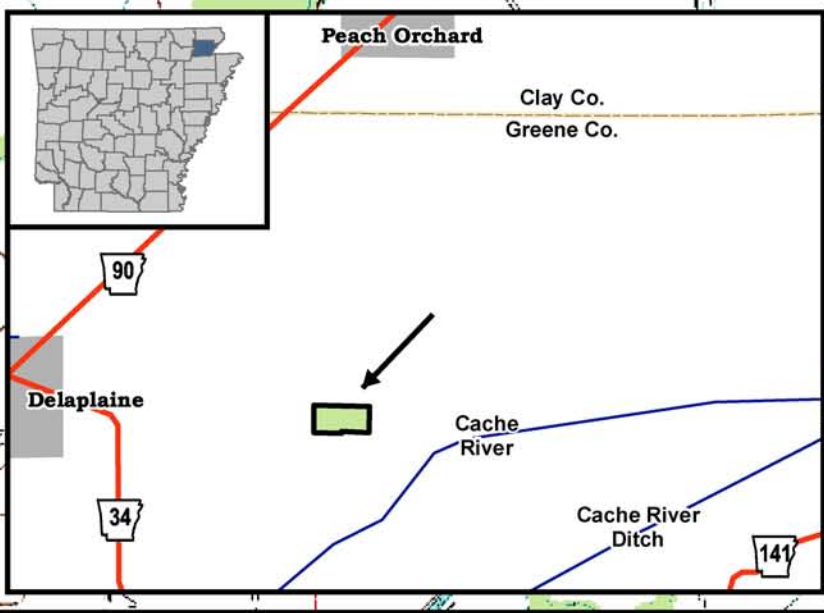 Peach Orchard
Clay Co.
Greene Co.
90
Delaplaine
Cache
River
34
Cache River
Ditch
141